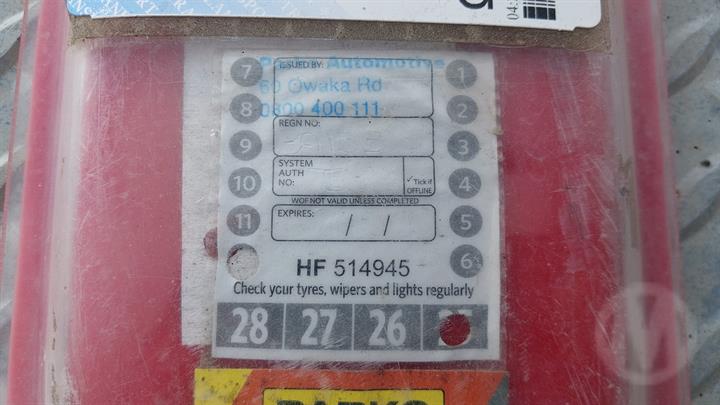 G
04:
7
ISSUED BY:
Automotive
1
60 Owaka Rd
8
0800 400 111
2
REGN NO:
9
3
SYSTEM
AUTH
NO:
10
✓ Tick if
OFFLINE
4
WOF NOT VALID UNLESS COMPLETED
11
EXPIRES: / /
5
6
HF 514945
Check your tyres, wipers and lights regularly
28 27 26